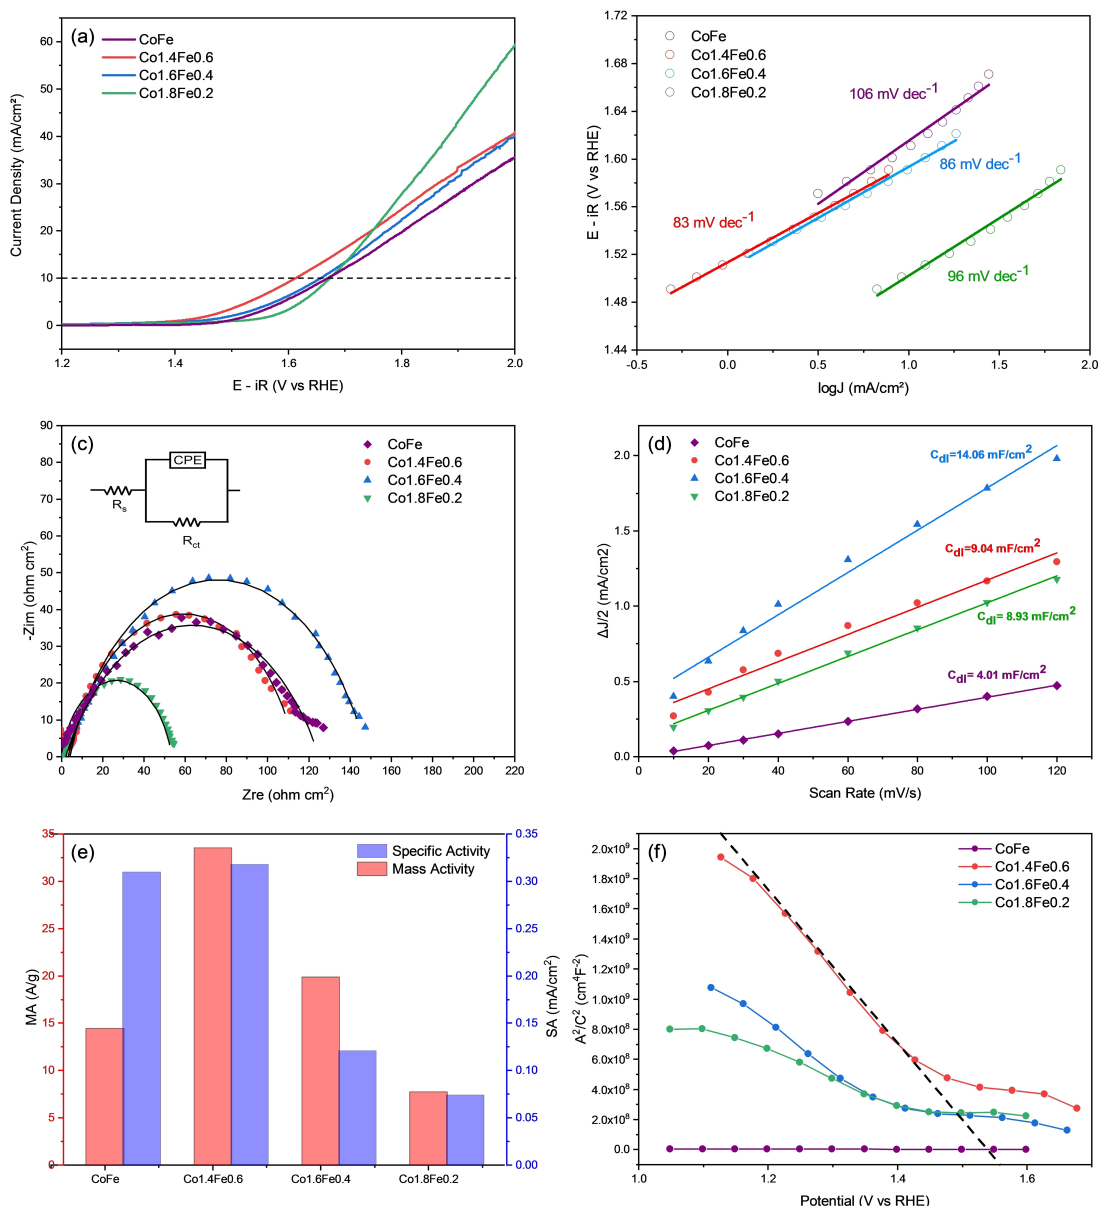 (a)
CoFe
Co1.4Fe0.6
Co1.6Fe0.4
Co1.8Fe0.2
60
50
40
30
20
10
0
Current Density (mA/cm²)
1.2 1.4 1.6 1.8 2.0
E - iR (V vs RHE)
CoFe
Co1.4Fe0.6
Co1.6Fe0.4
Co1.8Fe0.2
106 mV dec⁻¹
86 mV dec⁻¹
83 mV dec⁻¹
96 mV dec⁻¹
1.72
1.68
1.64
1.60
1.56
1.52
1.48
1.44
E - iR (V vs RHE)
-0.5 0.0 0.5 1.0 1.5 2.0
logJ (mA/cm²)
(c)
CPE
Rs
Rct
CoFe
Co1.4Fe0.6
Co1.6Fe0.4
Co1.8Fe0.2
90
80
70
60
50
40
30
20
10
0
-Zim (ohm cm²)
0 20 40 60 80 100 120 140 160 180 200 220
Zre (ohm cm²)
(d)
CoFe
Co1.4Fe0.6
Co1.6Fe0.4
Co1.8Fe0.2
Cdl=14.06 mF/cm²
Cdl=9.04 mF/cm²
Cdl= 8.93 mF/cm²
Cdl= 4.01 mF/cm²
2.0
1.5
1.0
0.5
0.0
ΔJ/2 (mA/cm2)
0 20 40 60 80 100 120
Scan Rate (mV/s)
(e)
Specific Activity
Mass Activity
35
30
25
20
15
10
5
0
MA (A/g)
0.35
0.30
0.25
0.20
0.15
0.10
0.05
0.00
SA (mA/cm²)
CoFe Co1.4Fe0.6 Co1.6Fe0.4 Co1.8Fe0.2
(f)
CoFe
Co1.4Fe0.6
Co1.6Fe0.4
Co1.8Fe0.2
2.0x10⁹
1.8x10⁹
1.6x10⁹
1.4x10⁹
1.2x10⁹
1.0x10⁹
8.0x10⁸
6.0x10⁸
4.0x10⁸
2.0x10⁸
0.0
A²/C² (cm⁴F⁻²)
1.0 1.2 1.4 1.6
Potential (V vs RHE)